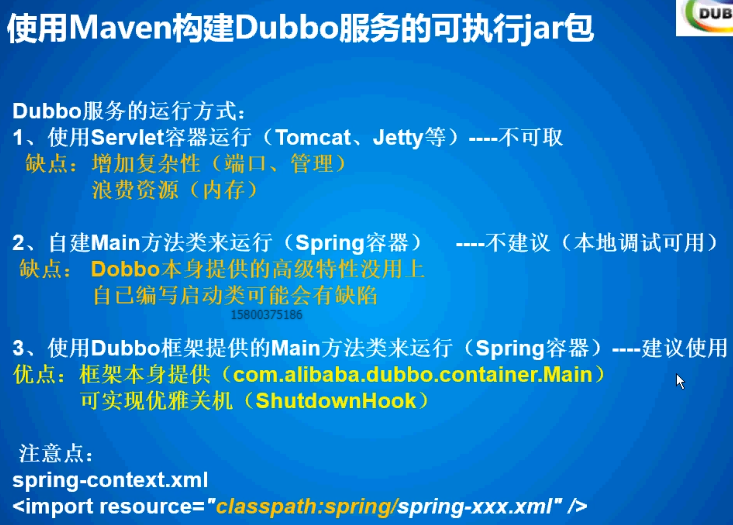 使用Maven构建Dubbo服务的可执行jar包
DUB
Dubbo服务的运行方式：
1、使用Servlet容器运行（Tomcat、Jetty等）----不可取
缺点：增加复杂性（端口、管理）
浪费资源（内存）
2、自建Main方法类来运行（Spring容器） ----不建议（本地调试可用）
缺点： Dobbo本身提供的高级特性没用上
自己编写启动类可能会有缺陷
15800375186
3、使用Dubbo框架提供的Main方法类来运行（Spring容器）----建议使用
优点：框架本身提供（com.alibaba.dubbo.container.Main）
可实现优雅关机（ShutdownHook）
注意点：
spring-context.xml
<import resource="classpath:spring/spring-xxx.xml" />